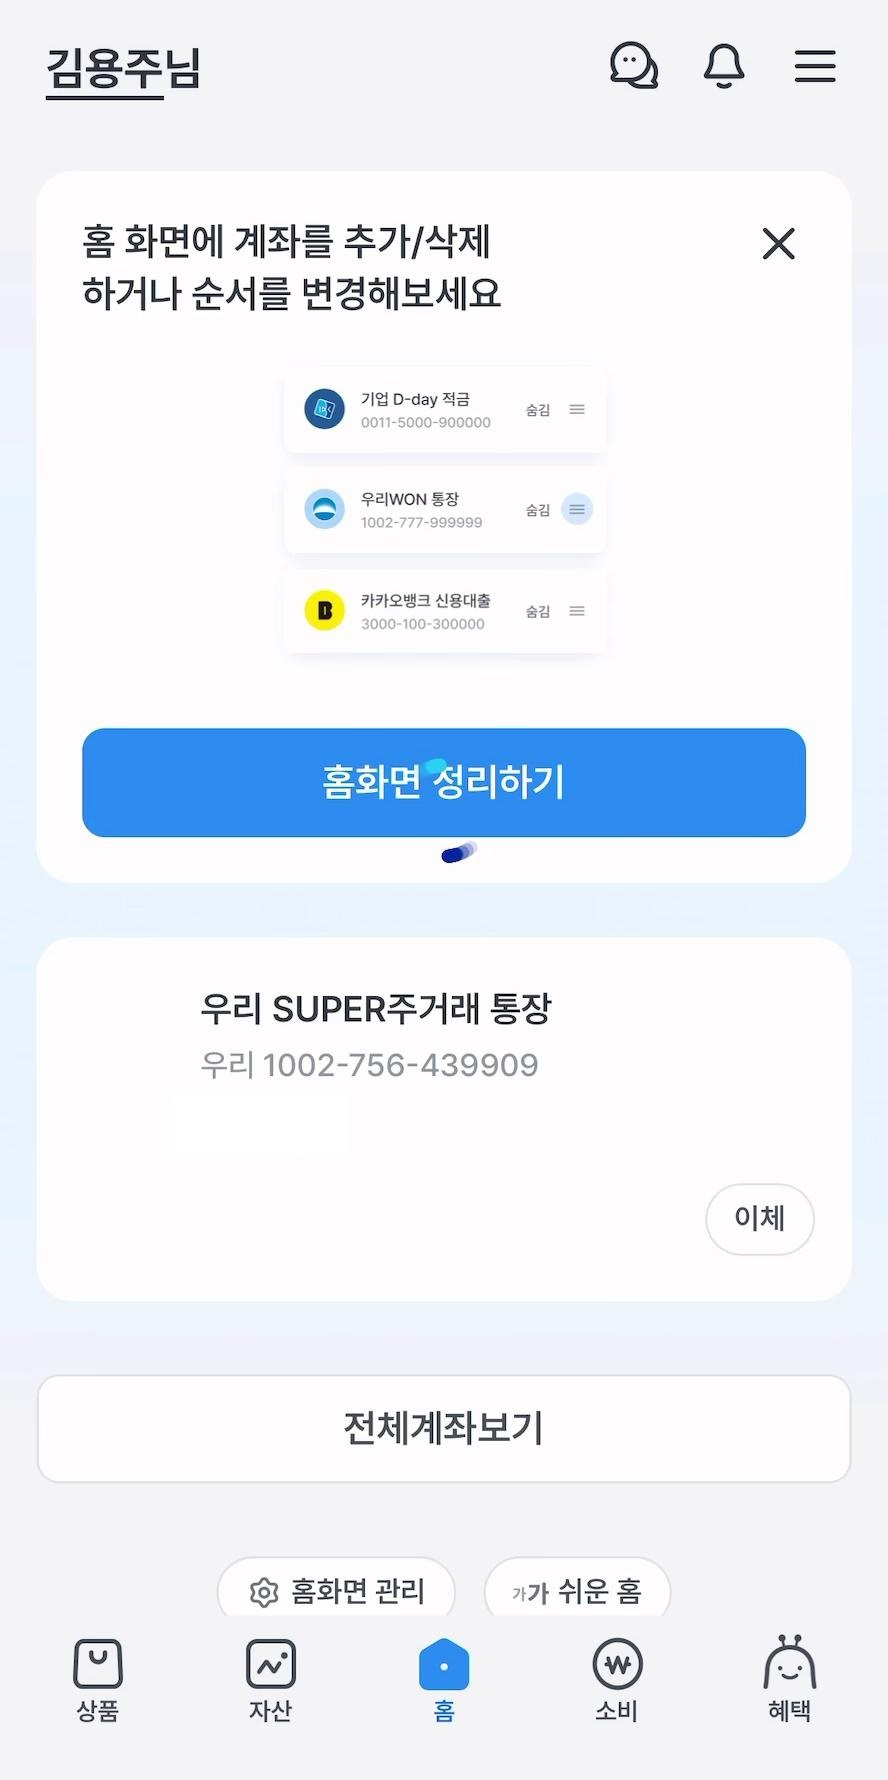 김용주님
홈 화면에 계좌를 추가/삭제
하거나 순서를 변경해보세요
기업 D-day 적금
0011-5000-900000
숨김
우리WON 통장
1002-777-999999
숨김
카카오뱅크 신용대출
3000-100-300000
숨김
홈화면 정리하기
우리 SUPER주거래 통장
우리 1002-756-439909
이체
전체계좌보기
홈화면 관리
가가 쉬운 홈
상품
자산
홈
소비
혜택